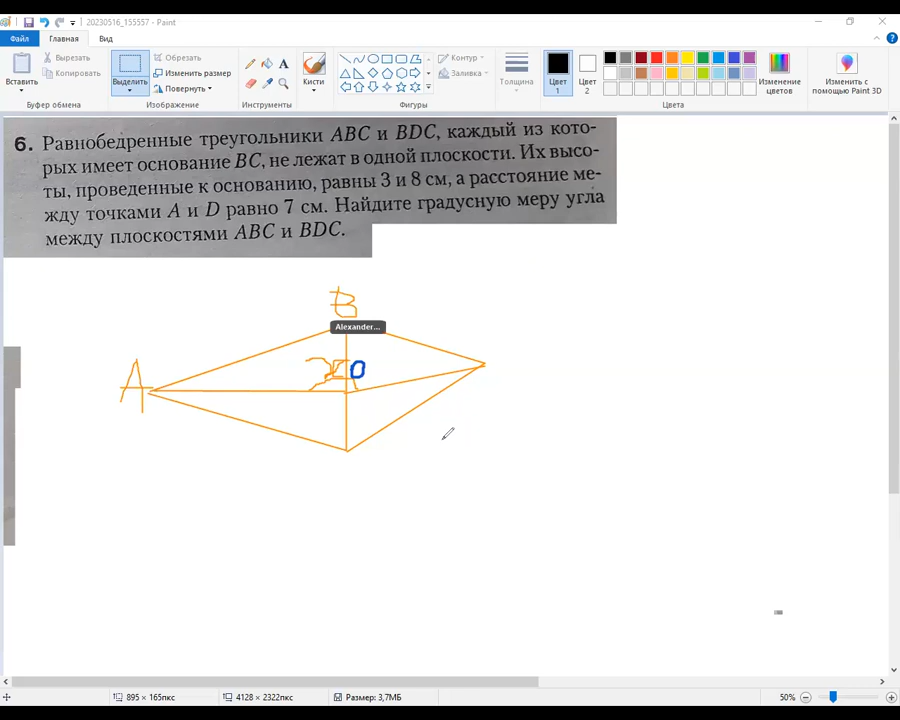 20230516_155557 - Paint
Файл Главная Вид
Вставить
Вырезать
Копировать
Буфер обмена
Выделить
Обрезать
Изменить размер
Повернуть
Изображение
Инструменты
Кисти
Контур
Заливка
Фигуры
Толщина
Цвет 1
Цвет 2
Цвета
Изменение цветов
Изменить с помощью Paint 3D
6. Равнобедренные треугольники ABC и BDC, каждый из кото-
рых имеет основание BC, не лежат в одной плоскости. Их высо-
ты, проведенные к основанию, равны 3 и 8 см, а расстояние ме-
жду точками A и D равно 7 см. Найдите градусную меру угла
между плоскостями ABC и BDC.
B
Alexander...
A
O
895 × 165пкс
4128 × 2322пкс
Размер: 3,7МБ
50%